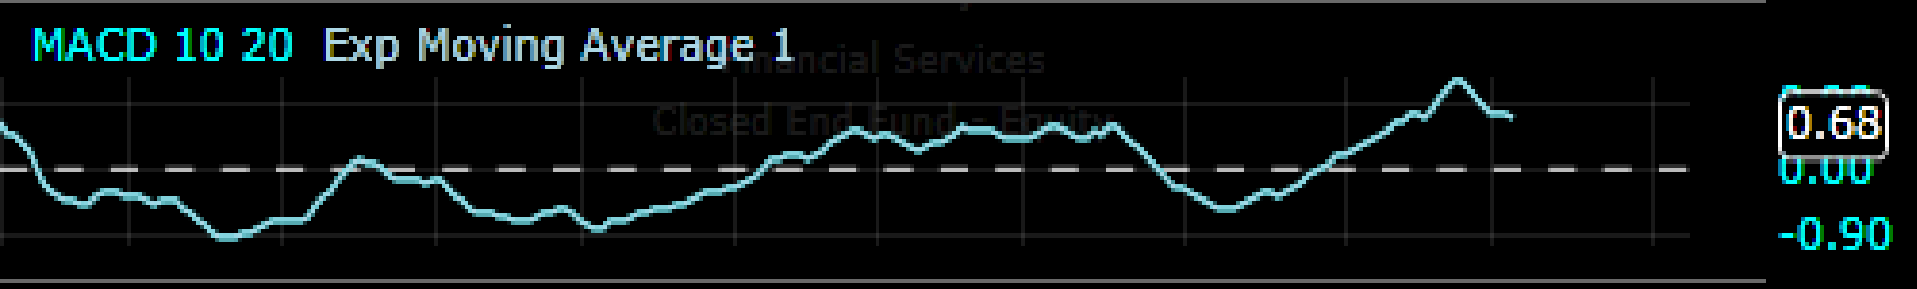 MACD 10 20 Exp Moving Average 1
Financial Services
Closed End Fund - Equity
0.68
0.00
-0.90